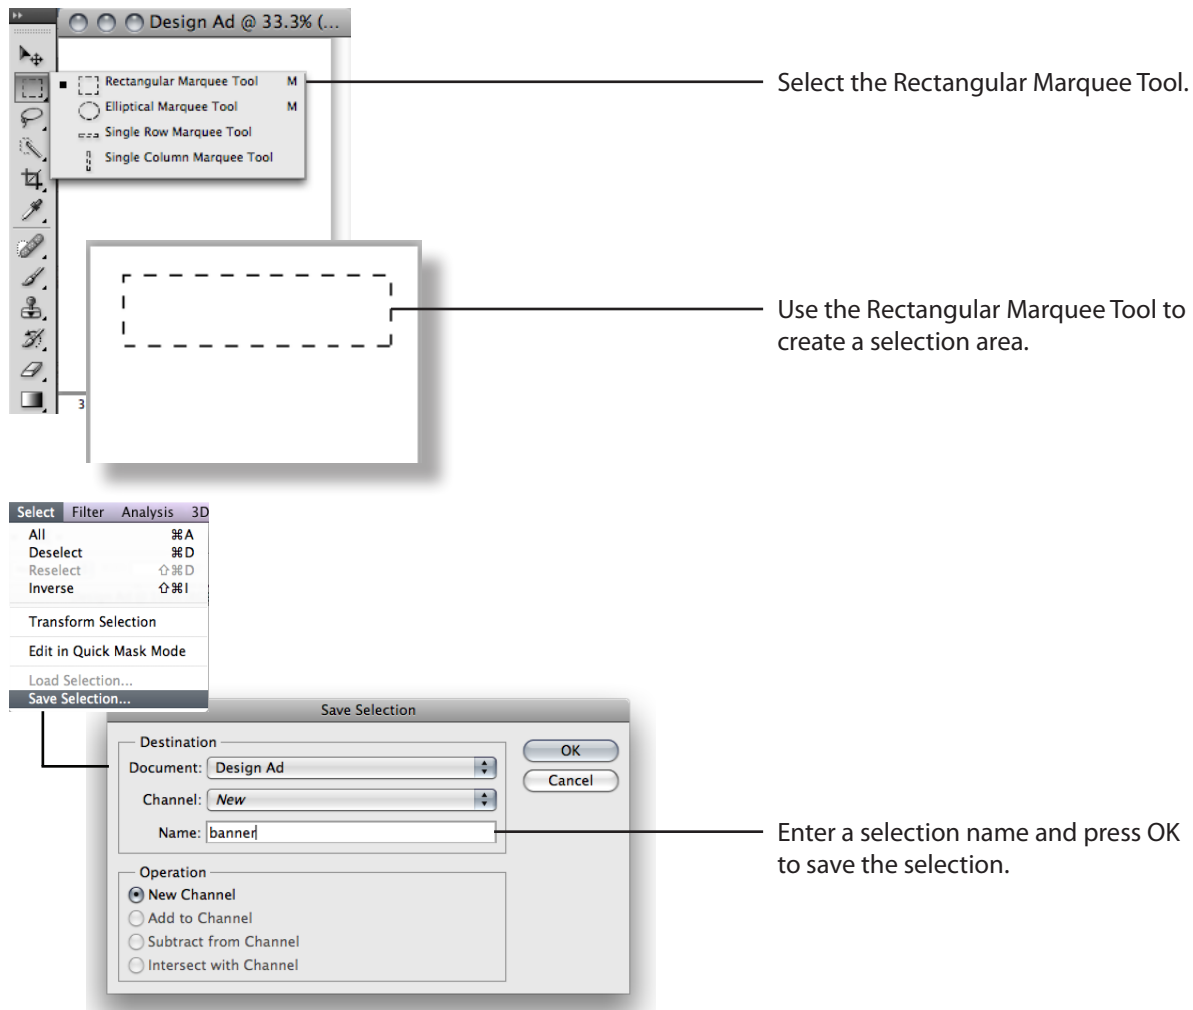 Design Ad @ 33.3% (...
Rectangular Marquee Tool M
Elliptical Marquee Tool M
Single Row Marquee Tool
Single Column Marquee Tool
Select the Rectangular Marquee Tool.
3
Use the Rectangular Marquee Tool to
create a selection area.
Select Filter Analysis 3D
All ⌘A
Deselect ⌘D
Reselect ⇧⌘D
Inverse ⇧⌘I
Transform Selection
Edit in Quick Mask Mode
Load Selection...
Save Selection...
Save Selection
Destination
Document: Design Ad
Channel: New
Name: banner
OK
Cancel
Enter a selection name and press OK
to save the selection.
Operation
New Channel
Add to Channel
Subtract from Channel
Intersect with Channel